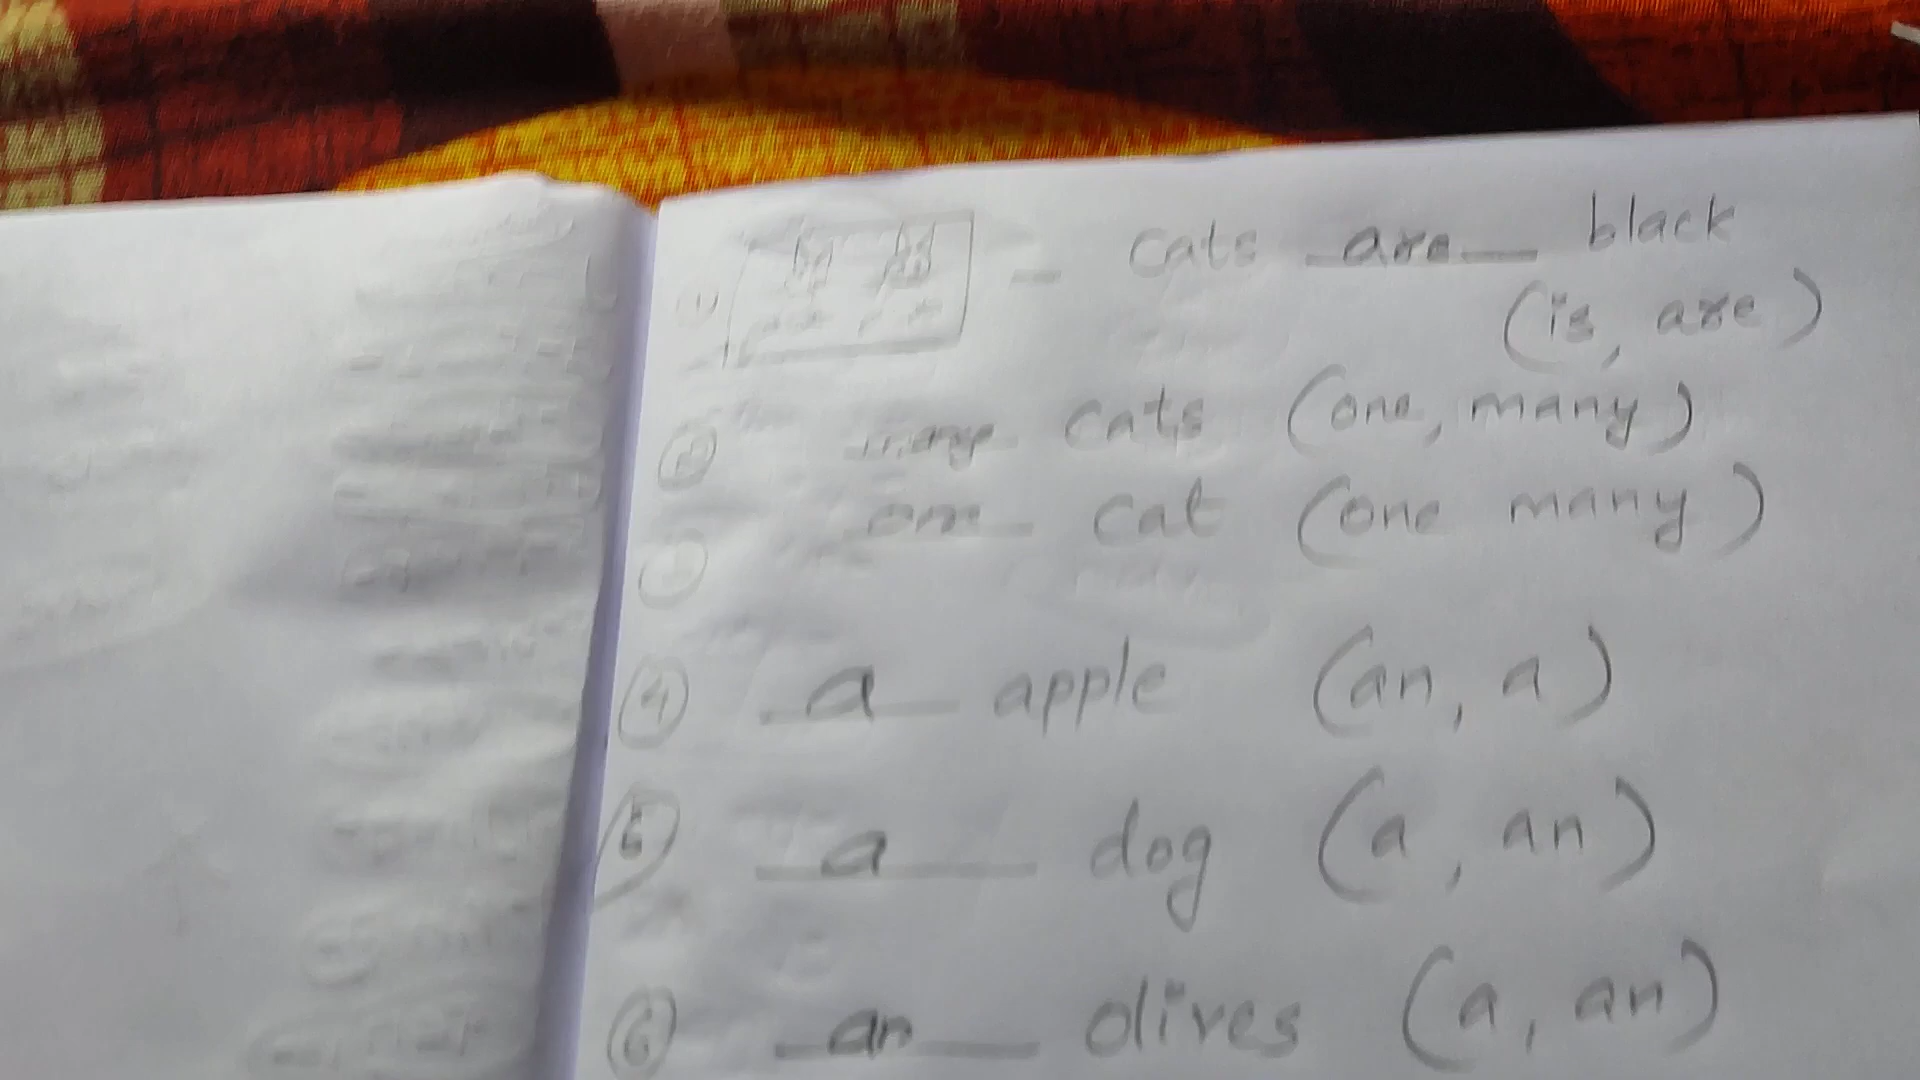 ① — cats are black
(is, are)
② many cats (one, many)
③ one cat (one many)
④ a apple (an, a)
⑤ a dog (a, an)
⑥ an olives (a, an)